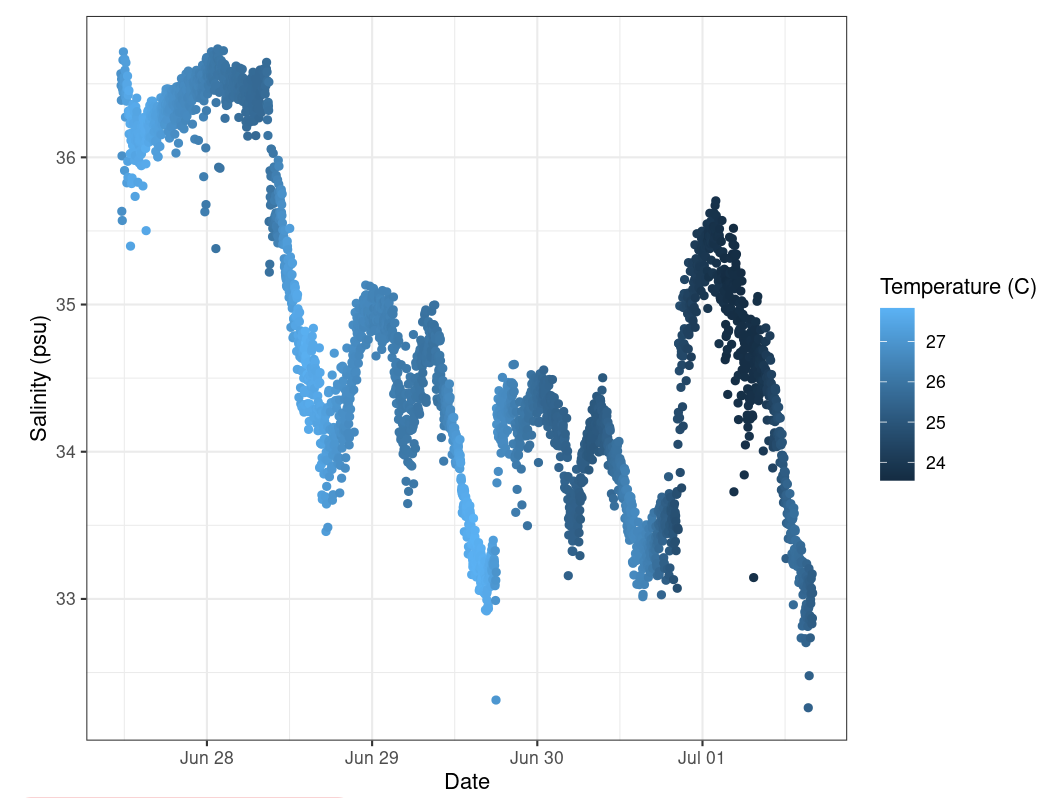 36
35
34
33
Salinity (psu)
Jun 28
Jun 29
Jun 30
Jul 01
Date
Temperature (C)
27
26
25
24